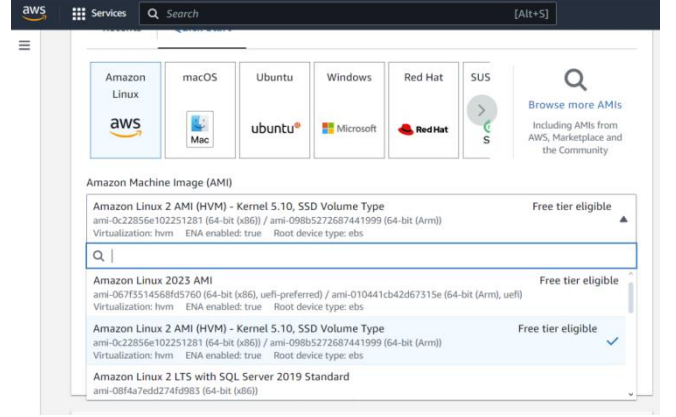 aws
Services
Search
[Alt+S]
Amazon
Linux
aws
macOS
Mac
Ubuntu
ubuntu
Windows
Microsoft
Red Hat
Red Hat
SUS
S
Browse more AMIs
Including AMIs from
AWS, Marketplace and
the Community
Amazon Machine Image (AMI)
Amazon Linux 2 AMI (HVM) - Kernel 5.10, SSD Volume Type Free tier eligible
ami-0c22856e102251281 (64-bit (x86)) / ami-098b5272687441999 (64-bit (Arm))
Virtualization: hvm ENA enabled: true Root device type: ebs
Amazon Linux 2023 AMI Free tier eligible
ami-067f3514568fd5760 (64-bit (x86), uefi-preferred) / ami-010441cb42d67315e (64-bit (Arm), uefi)
Virtualization: hvm ENA enabled: true Root device type: ebs
Amazon Linux 2 AMI (HVM) - Kernel 5.10, SSD Volume Type Free tier eligible
ami-0c22856e102251281 (64-bit (x86)) / ami-098b5272687441999 (64-bit (Arm))
Virtualization: hvm ENA enabled: true Root device type: ebs
Amazon Linux 2 LTS with SQL Server 2019 Standard
ami-08f4a7edd274fd983 (64-bit (x86))